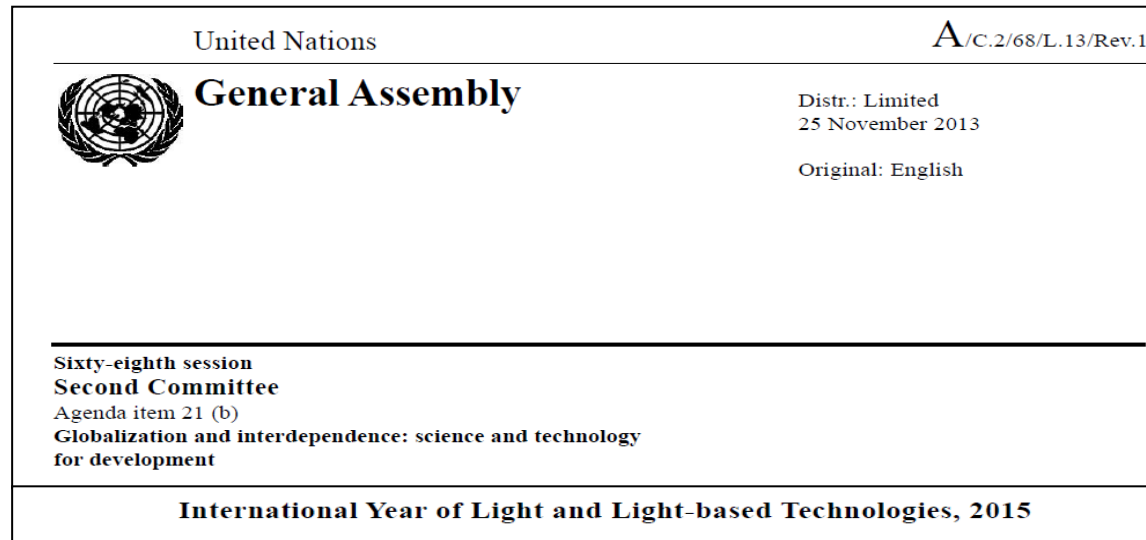 United Nations
A/C.2/68/L.13/Rev.1
General Assembly
Distr.: Limited
25 November 2013
Original: English
Sixty-eighth session
Second Committee
Agenda item 21 (b)
Globalization and interdependence: science and technology
for development
International Year of Light and Light-based Technologies, 2015